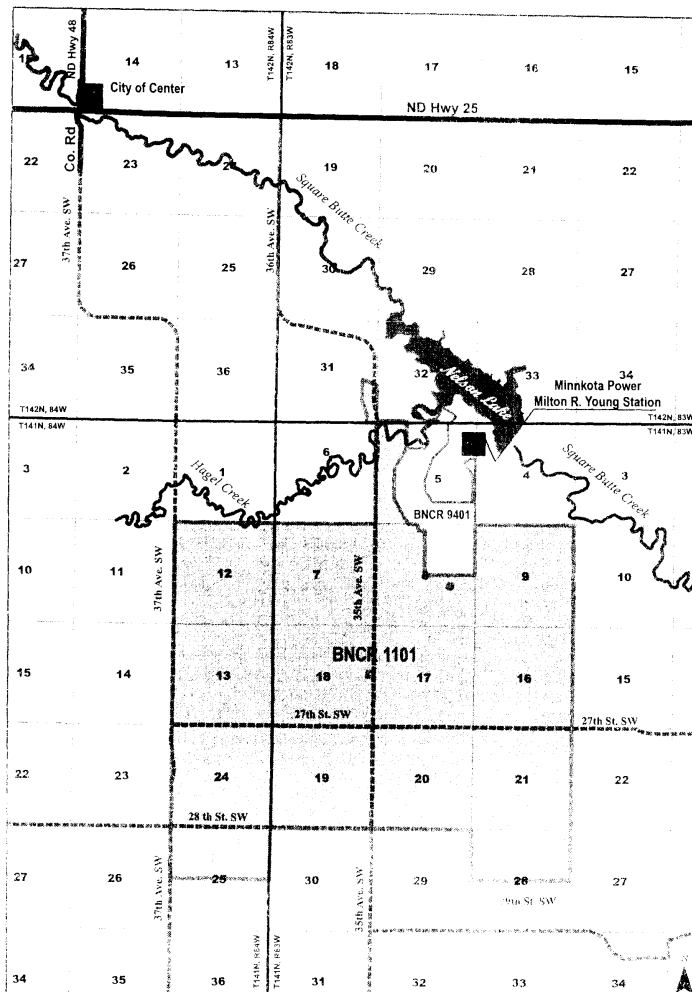 ND Hwy 48
T142N, R84W
T142N, R83W
14
13
18
17
16
15
City of Center
ND Hwy 25
Co. Rd
22
23
19
20
21
22
Square Butte Creek
37th Ave. SW
36th Ave. SW
27
26
25
30
29
28
27
34
35
36
31
32
33
34
Nelson Lake
Minnkota Power
Milton R. Young Station
T142N, 84W
T142N, 83W
T141N, 84W
T141N, 83W
3
2
1
6
5
4
3
Hagel Creek
Square Butte Creek
BNCR 9401
10
11
12
7
8
9
10
37th Ave. SW
35th Ave. SW
BNCR 1101
15
14
13
18
17
16
15
27th St. SW
27th St. SW
22
23
24
19
20
21
22
28 th St. SW
27
26
25
30
29
28
27
37th Ave. SW
35th Ave. SW
29th St. SW
T141N, R84W
T141N, R83W
34
35
36
31
32
33
34